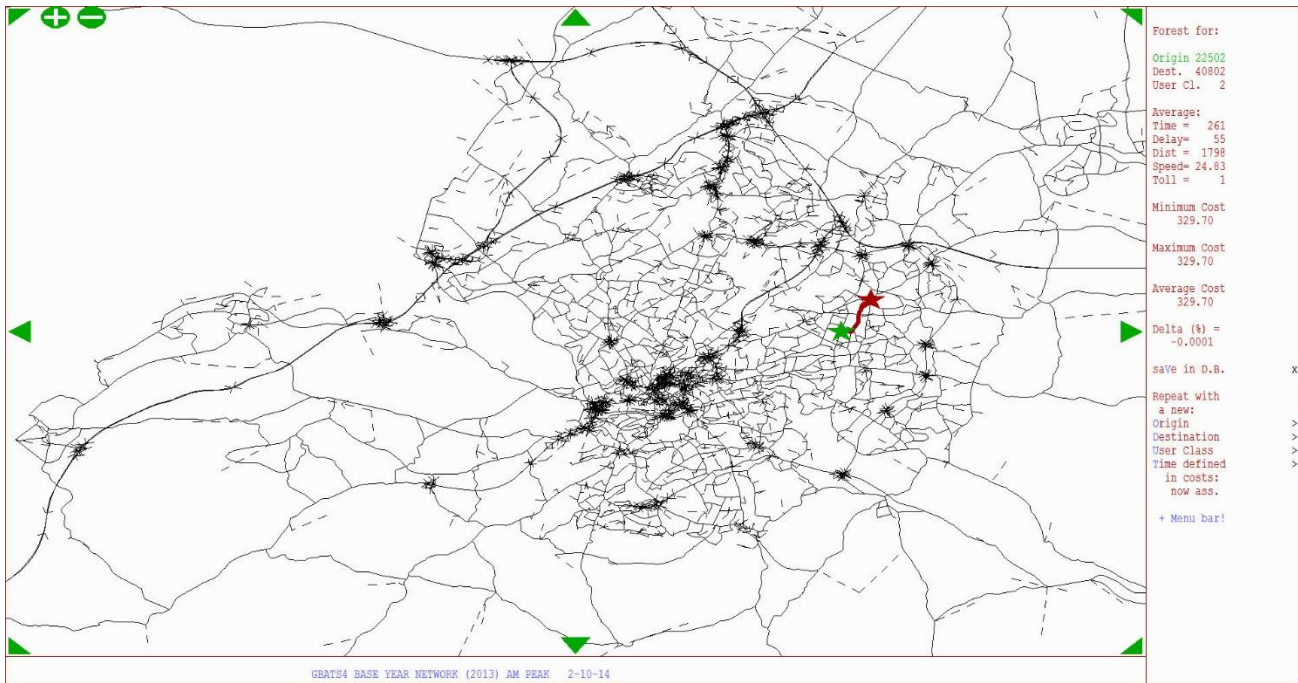 Forest for:
Origin 22502
Dest. 40802
User Cl. 2
Average:
Time = 261
Delay= 55
Dist = 1798
Speed= 24.83
Toll = 1
Minimum Cost
329.70
Maximum Cost
329.70
Average Cost
329.70
Delta (%) =
-0.0001
saVe in D.B. x
Repeat with
a new:
Origin >
Destination >
User Class >
Time defined >
in costs:
now ass.
+ Menu bar!
GBATS4 BASE YEAR NETWORK (2013) AM PEAK 2-10-14